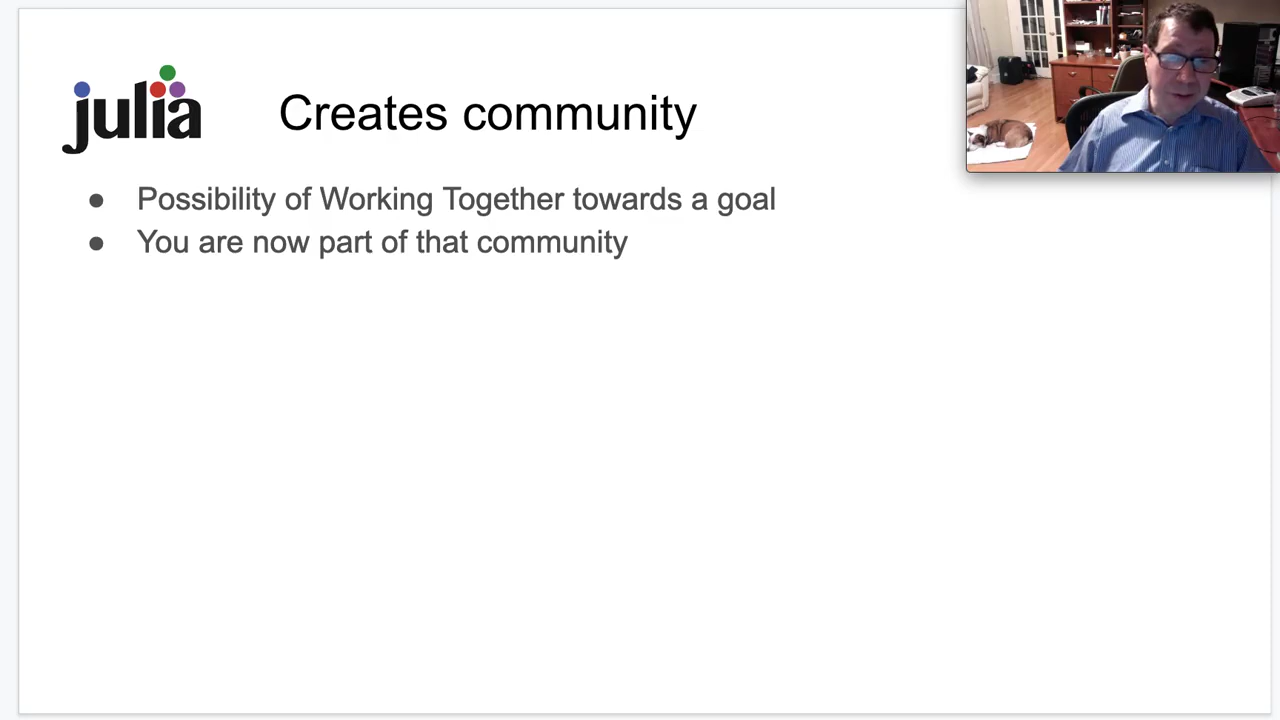 julia
Creates community
● Possibility of Working Together towards a goal
● You are now part of that community